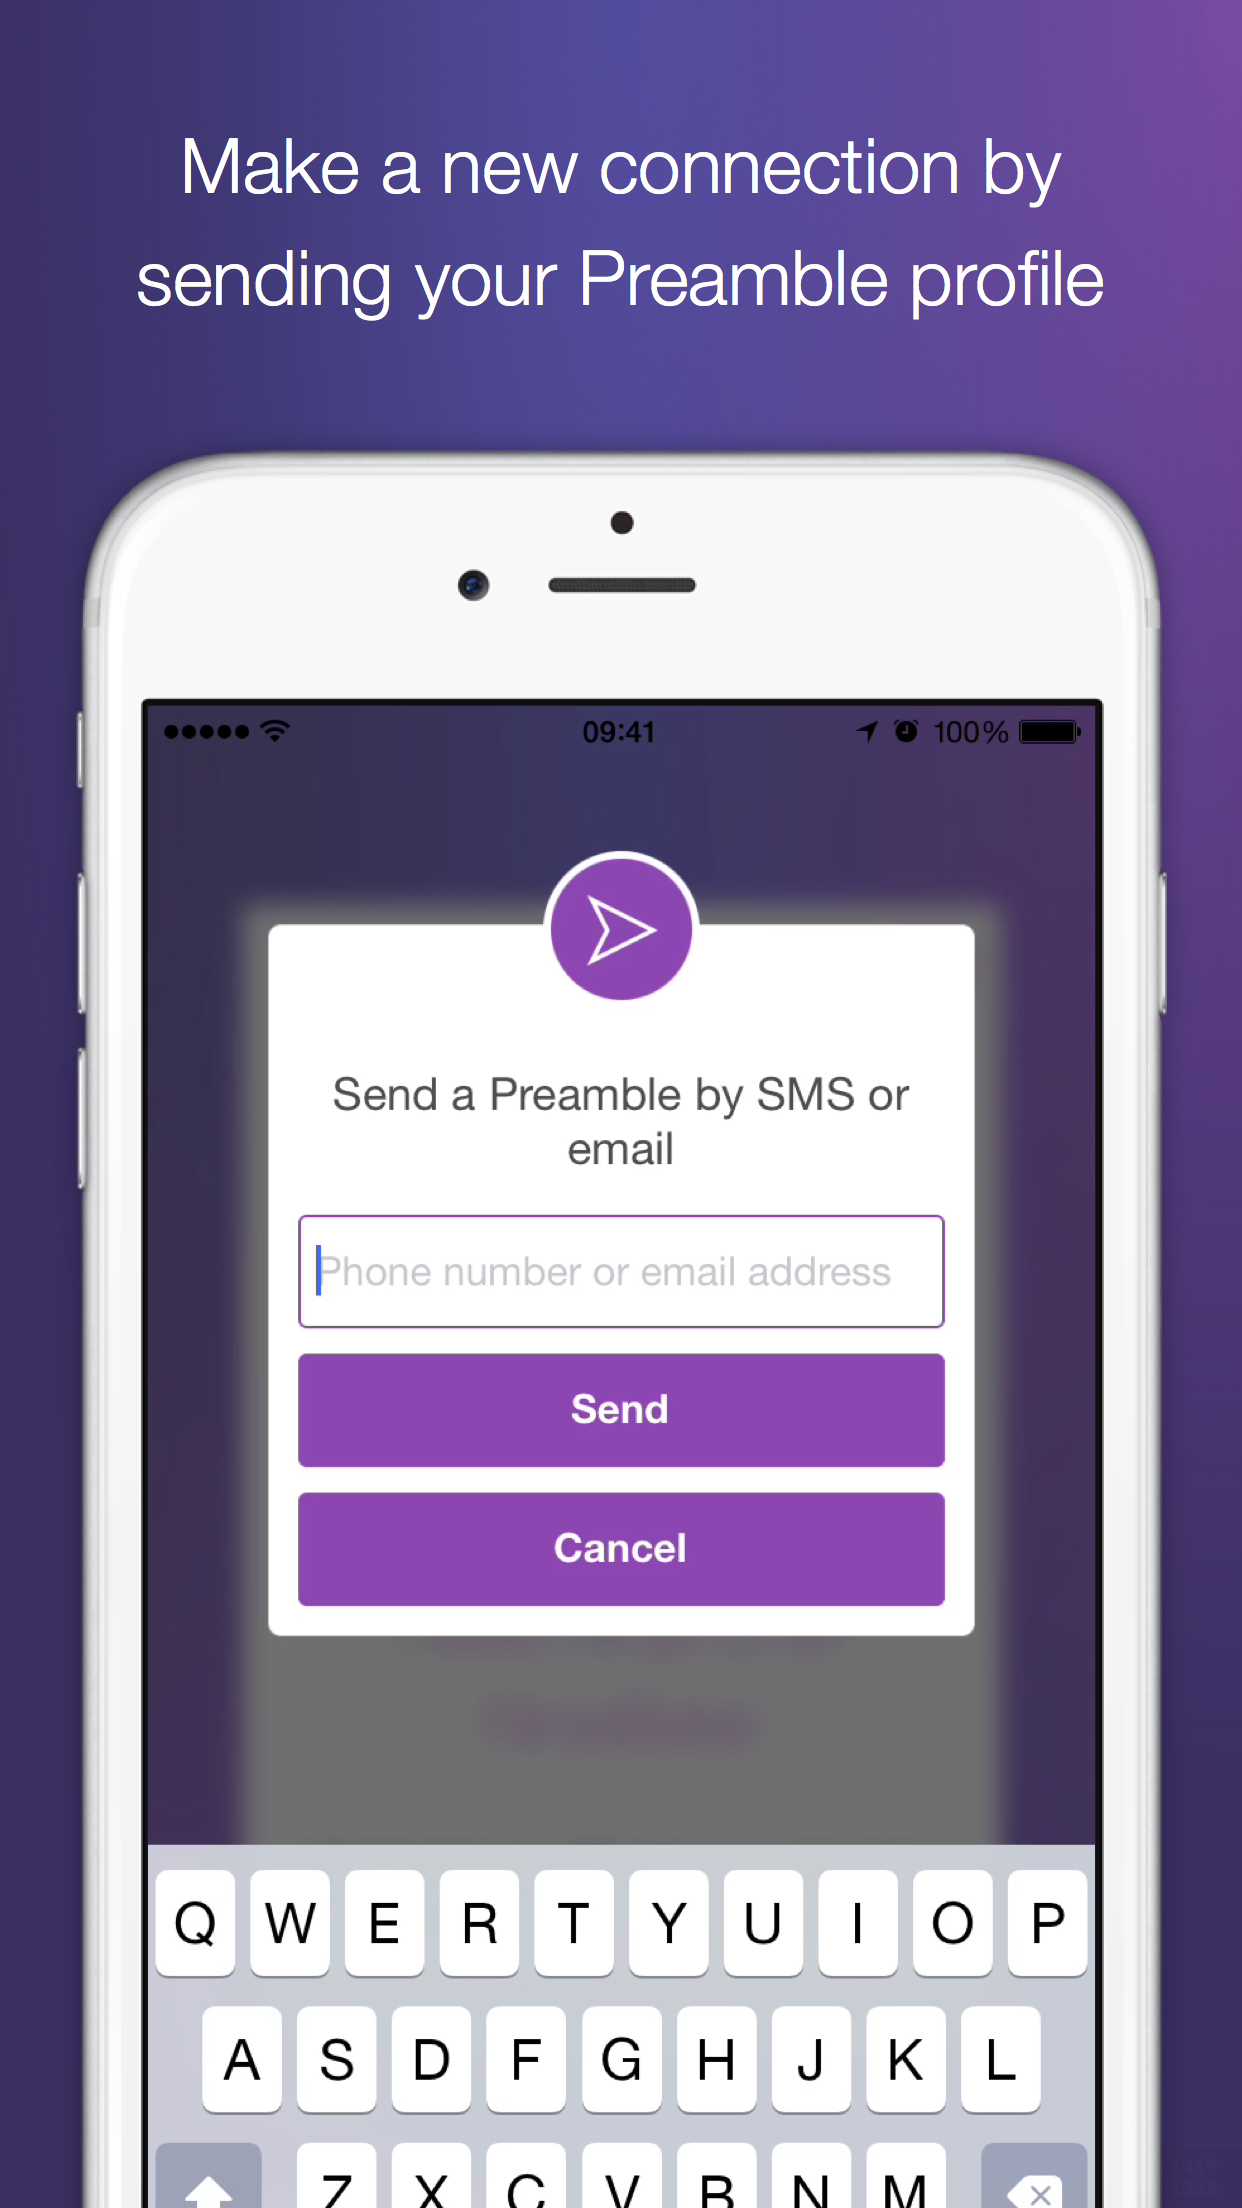 Make a new connection by
sending your Preamble profile
09:41
100%
Send a Preamble by SMS or
email
Phone number or email address
Send
Cancel
Q W E R T Y U I O P
A S D F G H J K L
Z X C V B N M